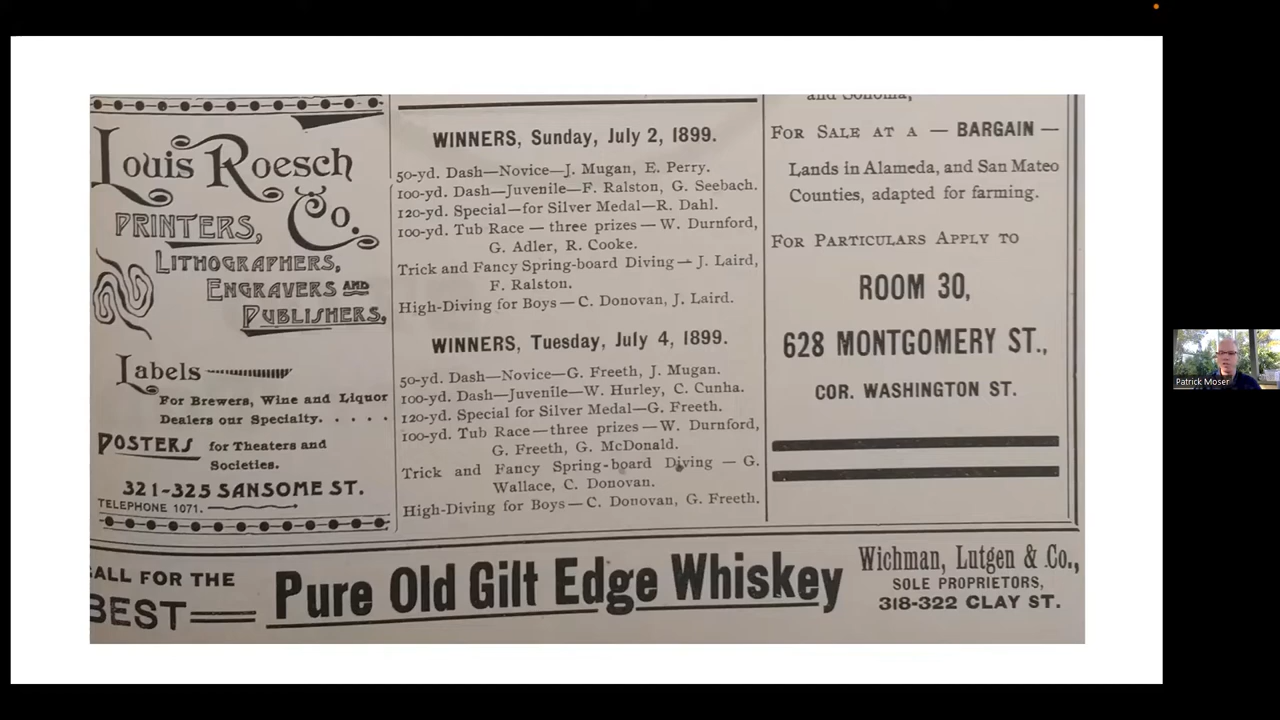 Louis Roesch
Co.
PRINTERS,
LITHOGRAPHERS,
ENGRAVERS AND
PUBLISHERS,
Labels
For Brewers, Wine and Liquor
Dealers our Specialty. . . . .
POSTERS for Theaters and
Societies.
321-325 SANSOME ST.
TELEPHONE 1071.
WINNERS, Sunday, July 2, 1899.
50-yd. Dash—Novice—J. Mugan, E. Perry.
100-yd. Dash—Juvenile—F. Ralston, G. Seebach.
120-yd. Special—for Silver Medal—R. Dahl.
100-yd. Tub Race — three prizes — W. Durnford,
G. Adler, R. Cooke.
Trick and Fancy Spring-board Diving — J. Laird,
F. Ralston.
High-Diving for Boys — C. Donovan, J. Laird.
WINNERS, Tuesday, July 4, 1899.
50-yd. Dash—Novice—G. Freeth, J. Mugan.
100-yd. Dash—Juvenile—W. Hurley, C. Cunha.
120-yd. Special for Silver Medal—G. Freeth.
100-yd. Tub Race—three prizes—W. Durnford,
G. Freeth, G. McDonald.
Trick and Fancy Spring-board Diving — G.
Wallace, C. Donovan.
High-Diving for Boys — C. Donovan, G. Freeth.
and Sonoma,
FOR SALE AT A — BARGAIN —
Lands in Alameda, and San Mateo
Counties, adapted for farming.
FOR PARTICULARS APPLY TO
ROOM 30,
628 MONTGOMERY ST.,
COR. WASHINGTON ST.
CALL FOR THE
BEST
Pure Old Gilt Edge Whiskey
Wichman, Lutgen & Co.,
SOLE PROPRIETORS,
318-322 CLAY ST.
Patrick Moser